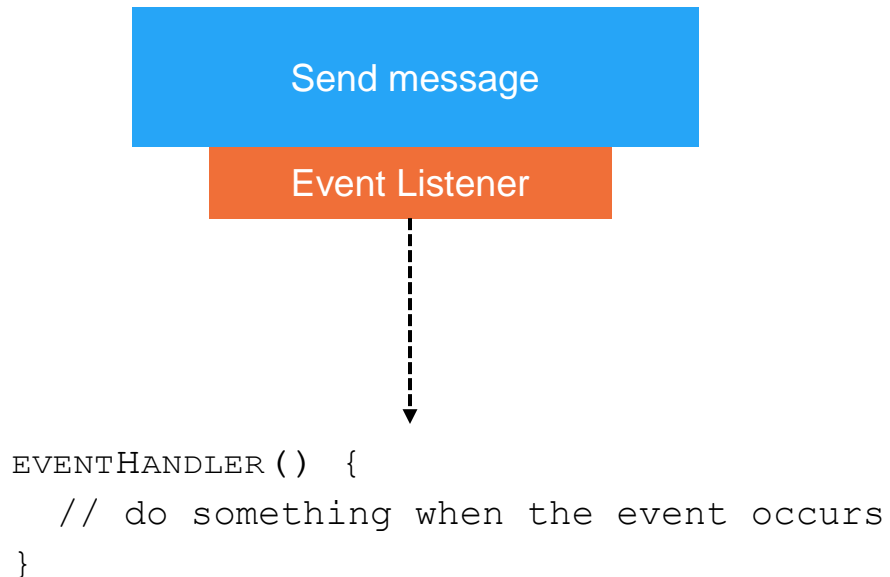 Send message
Event Listener
EVENTHANDLER() {
// do something when the event occurs
}